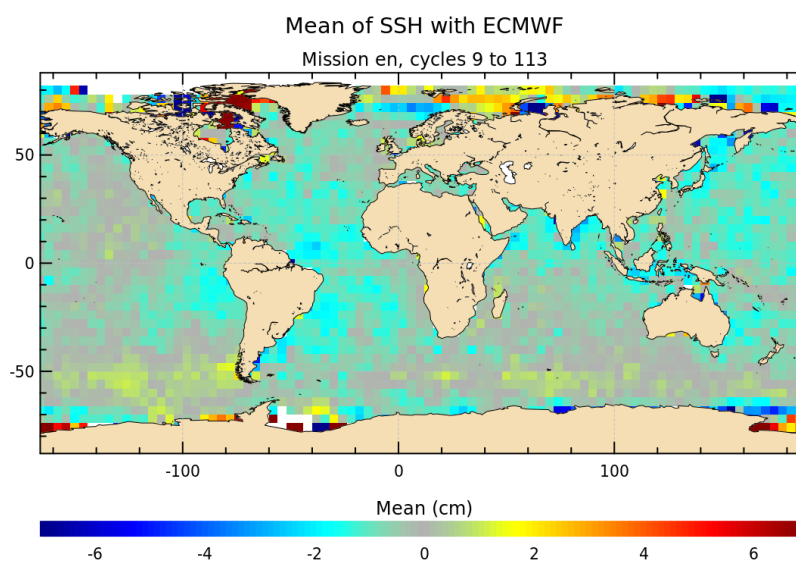 Mean of SSH with ECMWF
Mission en, cycles 9 to 113
50
0
-50
-100 0 100
Mean (cm)
-6 -4 -2 0 2 4 6